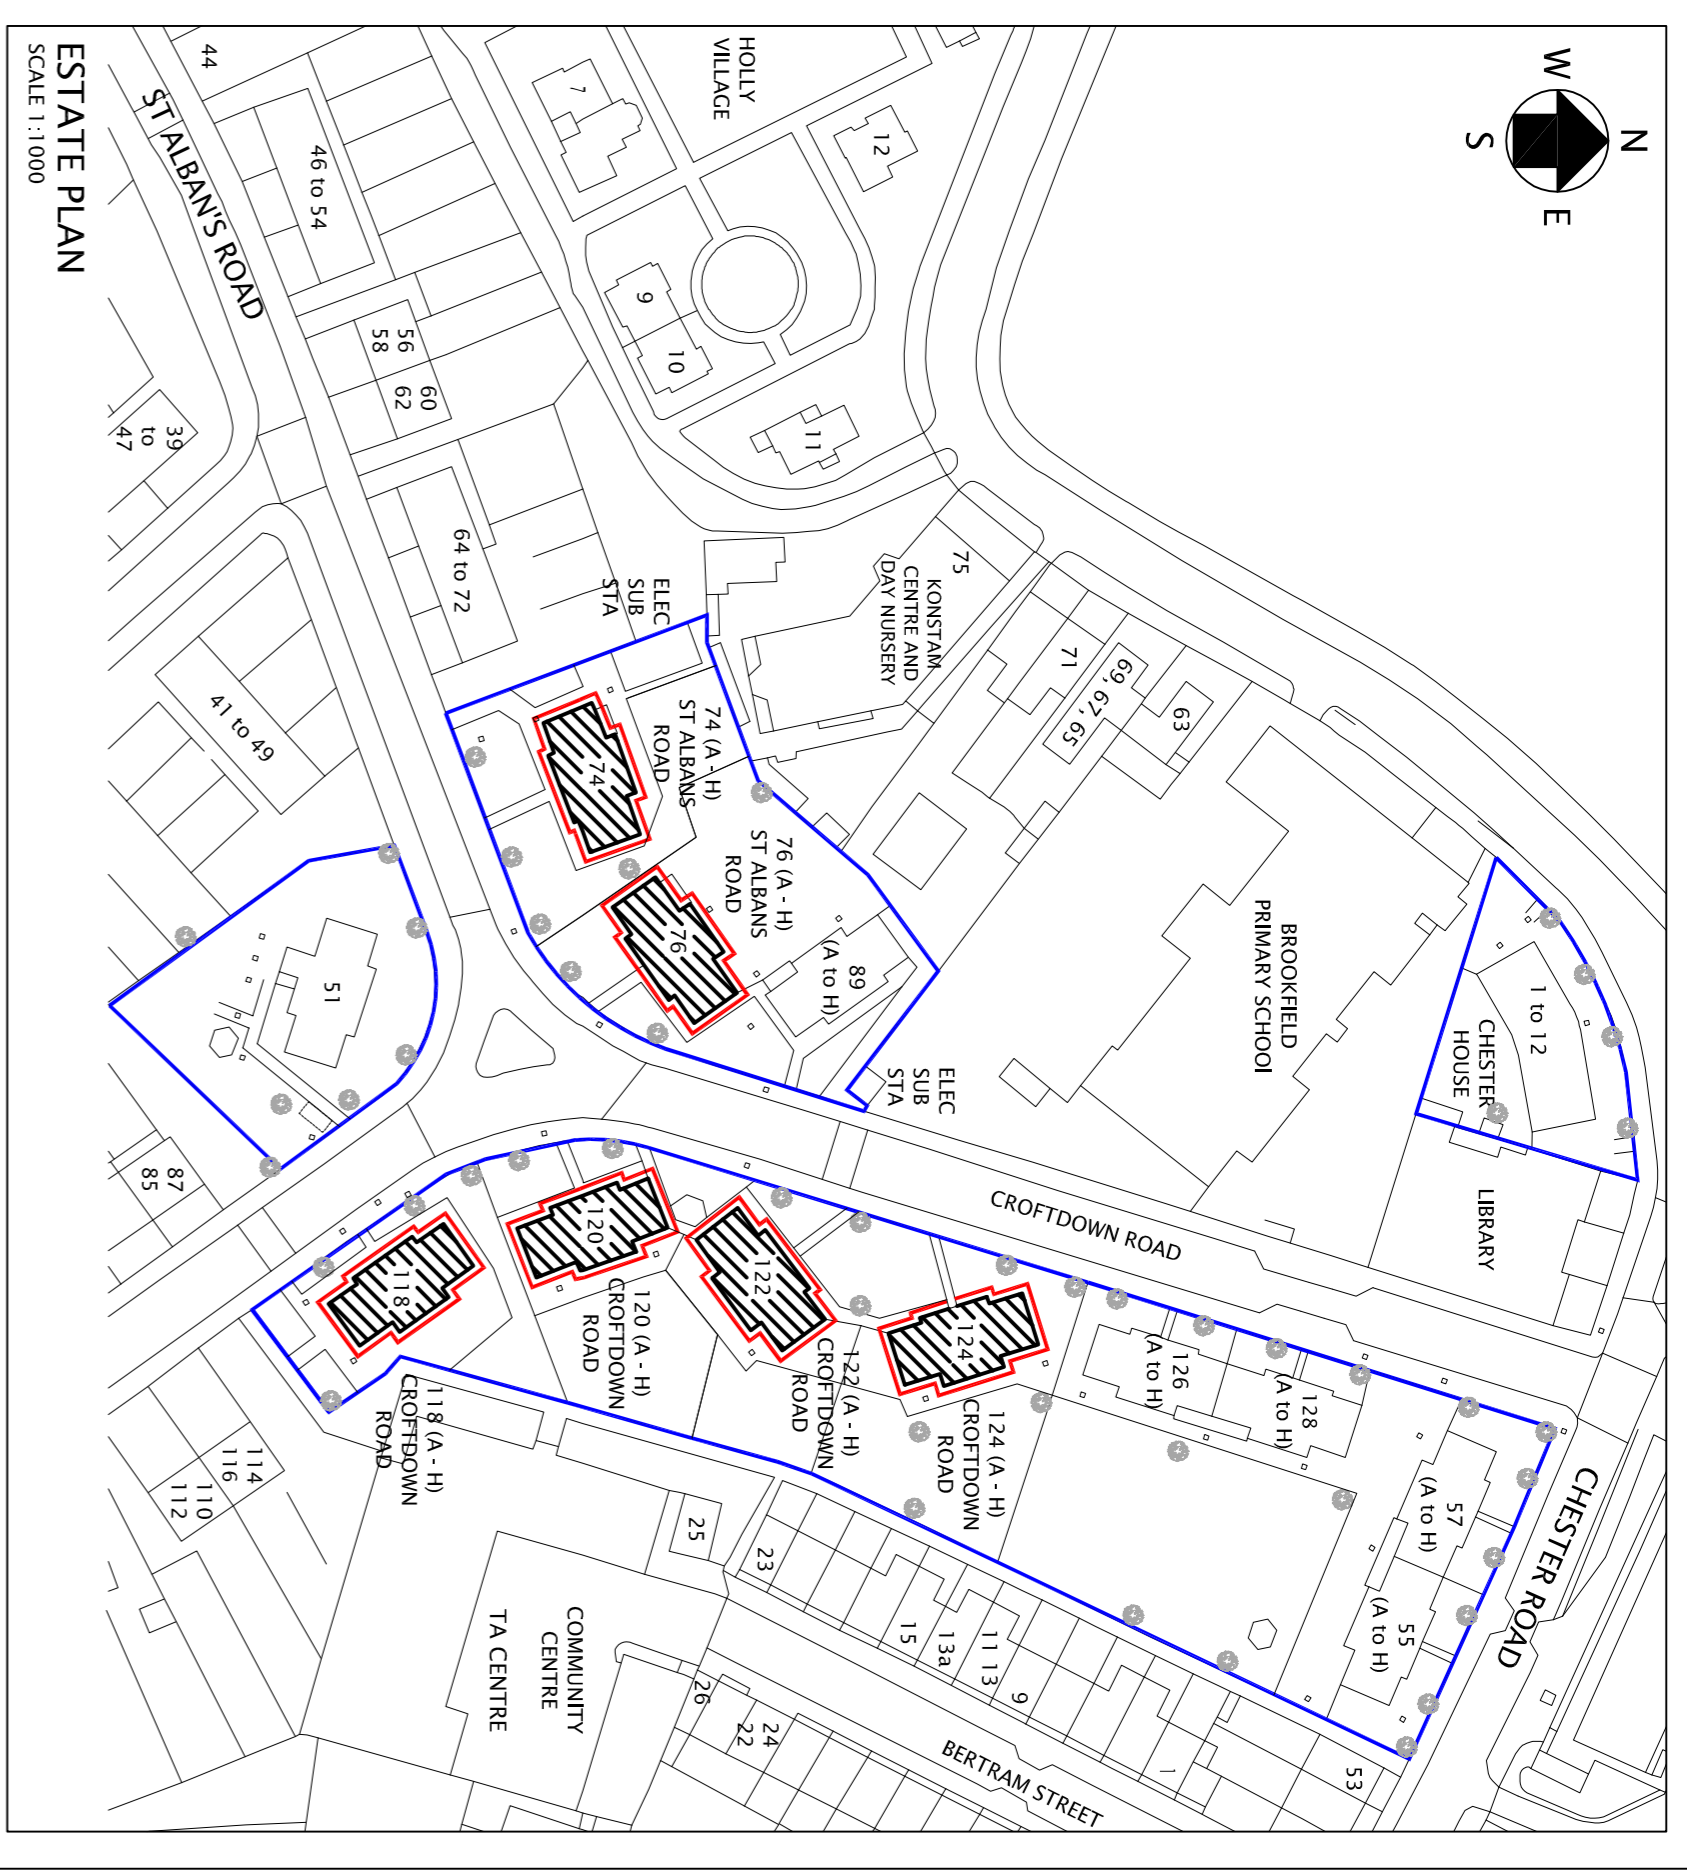 ESTATE PLAN
SCALE 1:1000
N
W
E
S
HOLLY
VILLAGE
7
12
9
10
11
44
ST ALBAN'S ROAD
46 to 54
56
58
60
62
64 to 72
39
to
47
41 to 49
51
87
85
ELEC
SUB
STA
KONSTAM
CENTRE AND
DAY NURSERY
75
71
69, 67, 65
63
74
74 (A - H)
ST ALBANS
ROAD
76
76 (A - H)
ST ALBANS
ROAD
89
(A to H)
ELEC
SUB
STA
BROOKFIELD
PRIMARY SCHOOL
1 to 12
CHESTER
HOUSE
LIBRARY
CROFTDOWN ROAD
118
118 (A - H)
CROFTDOWN
ROAD
120
120 (A - H)
CROFTDOWN
ROAD
122
122 (A - H)
CROFTDOWN
ROAD
124
124 (A - H)
CROFTDOWN
ROAD
126
(A to H)
128
(A to H)
57
(A to H)
55
(A to H)
CHESTER ROAD
114
116
110
112
25
23
15
13a
11 13
9
1
53
COMMUNITY
CENTRE
TA CENTRE
26
24
22
BERTRAM STREET